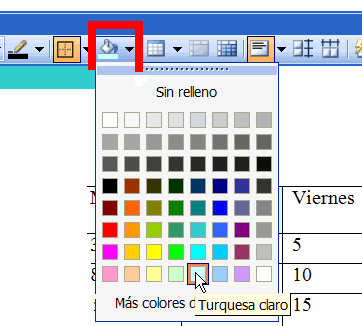 Sin relleno
Viernes
5
10
Más colores d
Turquesa claro
15